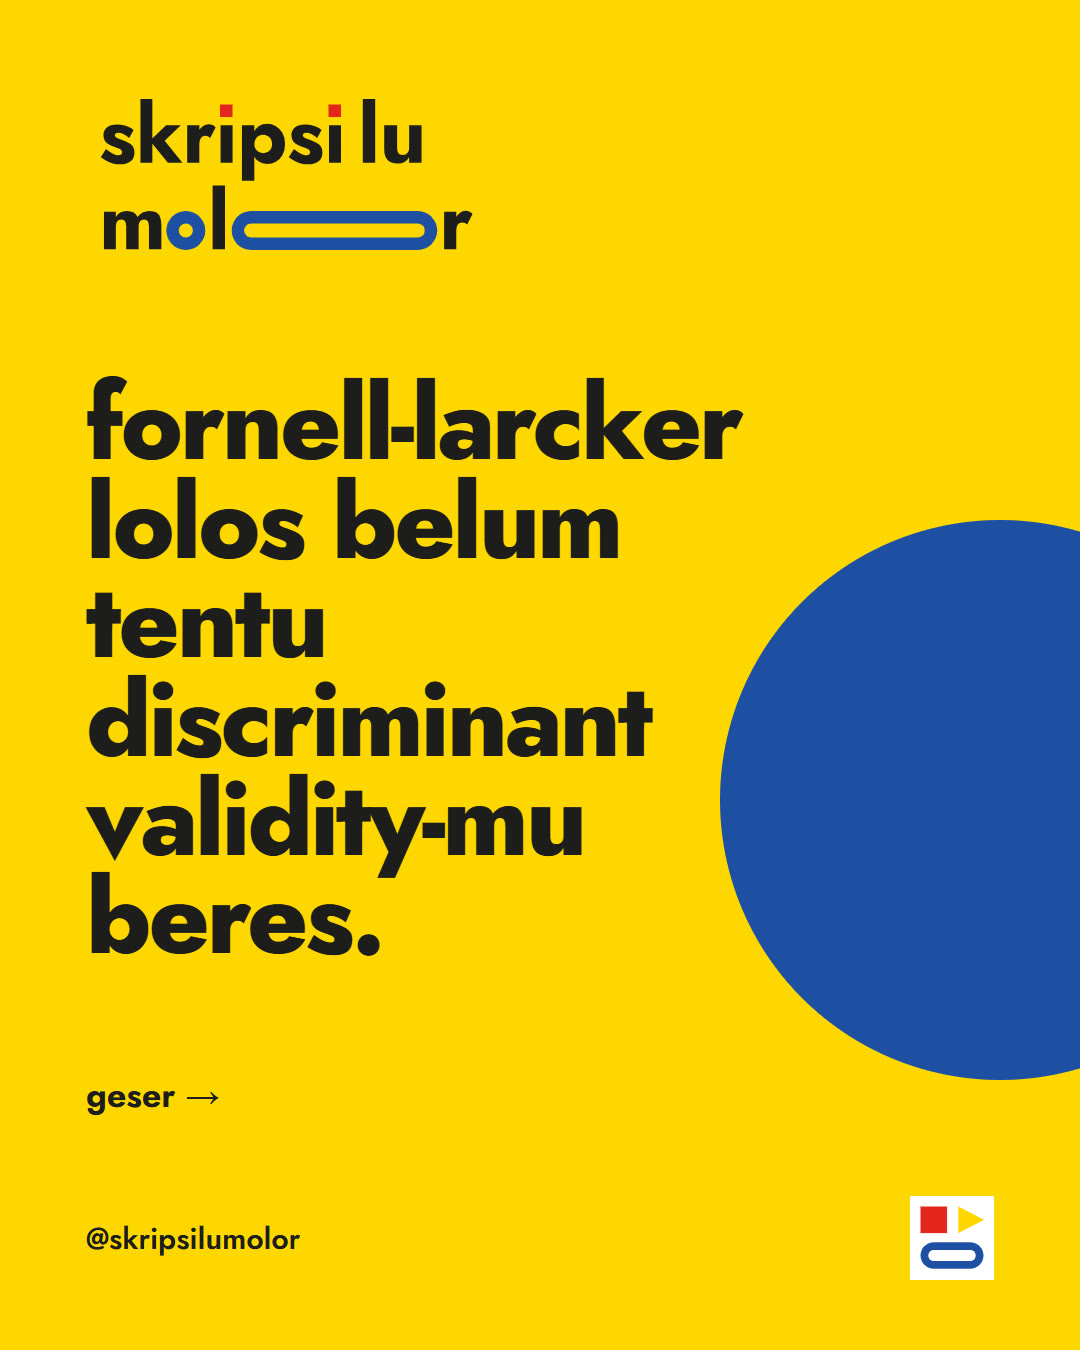 skripsi lu
molor
fornell-larcker
lolos belum
tentu
discriminant
validity-mu
beres.
geser →
@skripsilumolor